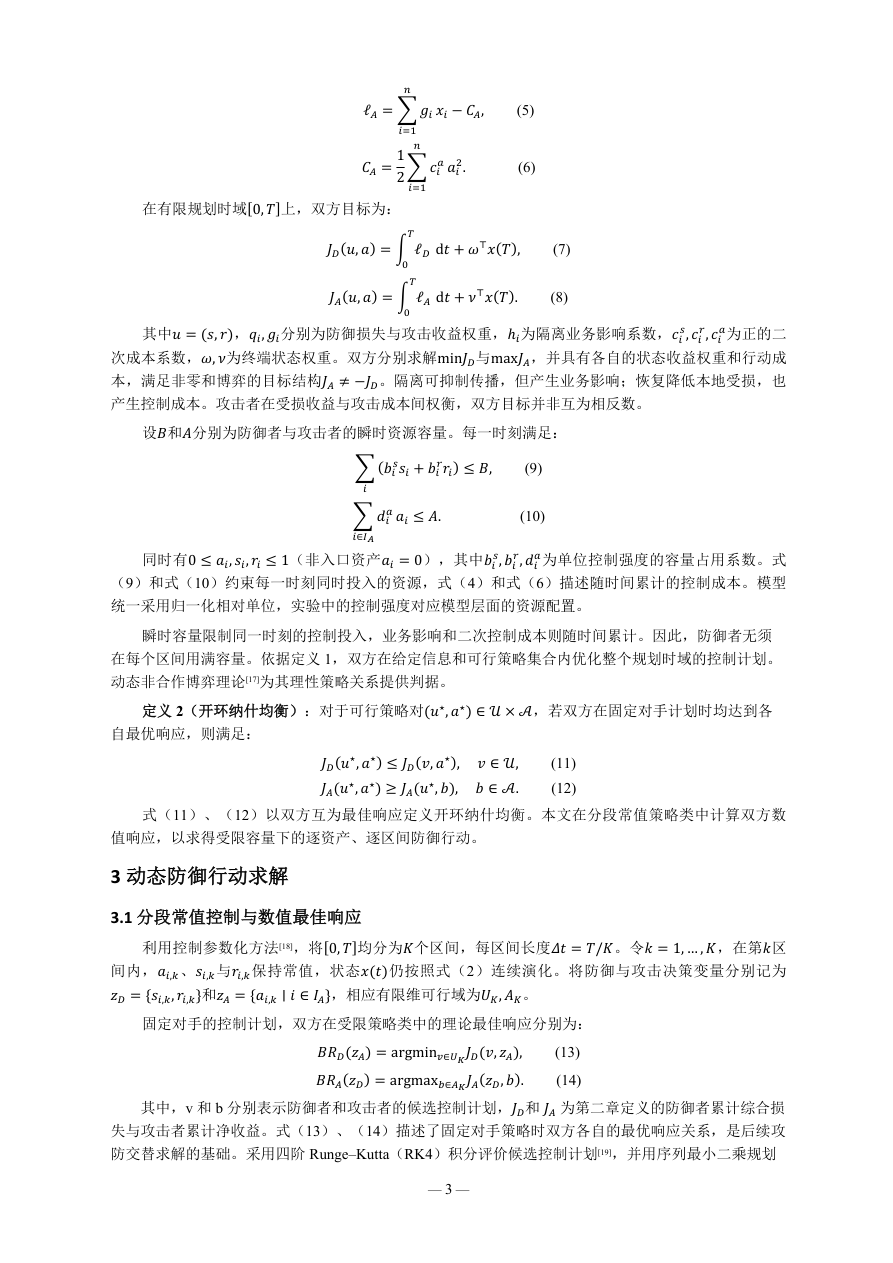 ℓ_A = ∑_{i=1}^{n} g_i x_i − C_A, (5)
C_A = 1/2 ∑_{i=1}^{n} c_i^a a_i^2. (6)
在有限规划时域[0, T]上，双方目标为：
J_D(u, a) = ∫_0^T ℓ_D dt + ω^⊤x(T), (7)
J_A(u, a) = ∫_0^T ℓ_A dt + ν^⊤x(T). (8)
其中u = (s, r)，q_i, g_i分别为防御损失与攻击收益权重，h_i为隔离业务影响系数，c_i^s, c_i^r, c_i^a为正的二
次成本系数，ω, ν为终端状态权重。双方分别求解minJ_D与maxJ_A，并具有各自的状态收益权重和行动成
本，满足非零和博弈的目标结构J_A ≠ −J_D。隔离可抑制传播，但产生业务影响；恢复降低本地受损，也
产生控制成本。攻击者在受损收益与攻击成本间权衡，双方目标并非互为相反数。
设B和A分别为防御者与攻击者的瞬时资源容量。每一时刻满足：
∑_i (b_i^s s_i + b_i^r r_i) ≤ B, (9)
∑_{i∈I_A} d_i^a a_i ≤ A. (10)
同时有0 ≤ a_i, s_i, r_i ≤ 1（非入口资产a_i = 0），其中b_i^s, b_i^r, d_i^a为单位控制强度的容量占用系数。式
（9）和式（10）约束每一时刻同时投入的资源，式（4）和式（6）描述随时间累计的控制成本。模型
统一采用归一化相对单位，实验中的控制强度对应模型层面的资源配置。
瞬时容量限制同一时刻的控制投入，业务影响和二次控制成本则随时间累计。因此，防御者无须
在每个区间用满容量。依据定义 1，双方在给定信息和可行策略集合内优化整个规划时域的控制计划。
动态非合作博弈理论[17]为其理性策略关系提供判据。
定义 2（开环纳什均衡）：对于可行策略对(u⋆, a⋆) ∈ 𝒰 × 𝒜，若双方在固定对手计划时均达到各
自最优响应，则满足：
J_D(u⋆, a⋆) ≤ J_D(v, a⋆), v ∈ 𝒰, (11)
J_A(u⋆, a⋆) ≥ J_A(u⋆, b), b ∈ 𝒜. (12)
式（11）、（12）以双方互为最佳响应定义开环纳什均衡。本文在分段常值策略类中计算双方数
值响应，以求得受限容量下的逐资产、逐区间防御行动。
3 动态防御行动求解
3.1 分段常值控制与数值最佳响应
利用控制参数化方法[18]，将[0, T]均分为K个区间，每区间长度Δt = T/K。令k = 1, … , K，在第k区
间内，a_{i,k}、s_{i,k}与r_{i,k}保持常值，状态x(t)仍按照式（2）连续演化。将防御与攻击决策变量分别记为
z_D = {s_{i,k}, r_{i,k}}和z_A = {a_{i,k} ∣ i ∈ I_A}，相应有限维可行域为U_K, A_K。
固定对手的控制计划，双方在受限策略类中的理论最佳响应分别为：
BR_D(z_A) = argmin_{v∈U_K} J_D(v, z_A), (13)
BR_A(z_D) = argmax_{b∈A_K} J_A(z_D, b). (14)
其中，v 和 b 分别表示防御者和攻击者的候选控制计划，J_D和 J_A 为第二章定义的防御者累计综合损
失与攻击者累计净收益。式（13）、（14）描述了固定对手策略时双方各自的最优响应关系，是后续攻
防交替求解的基础。采用四阶 Runge–Kutta（RK4）积分评价候选控制计划[19]，并用序列最小二乘规划
— 3 —